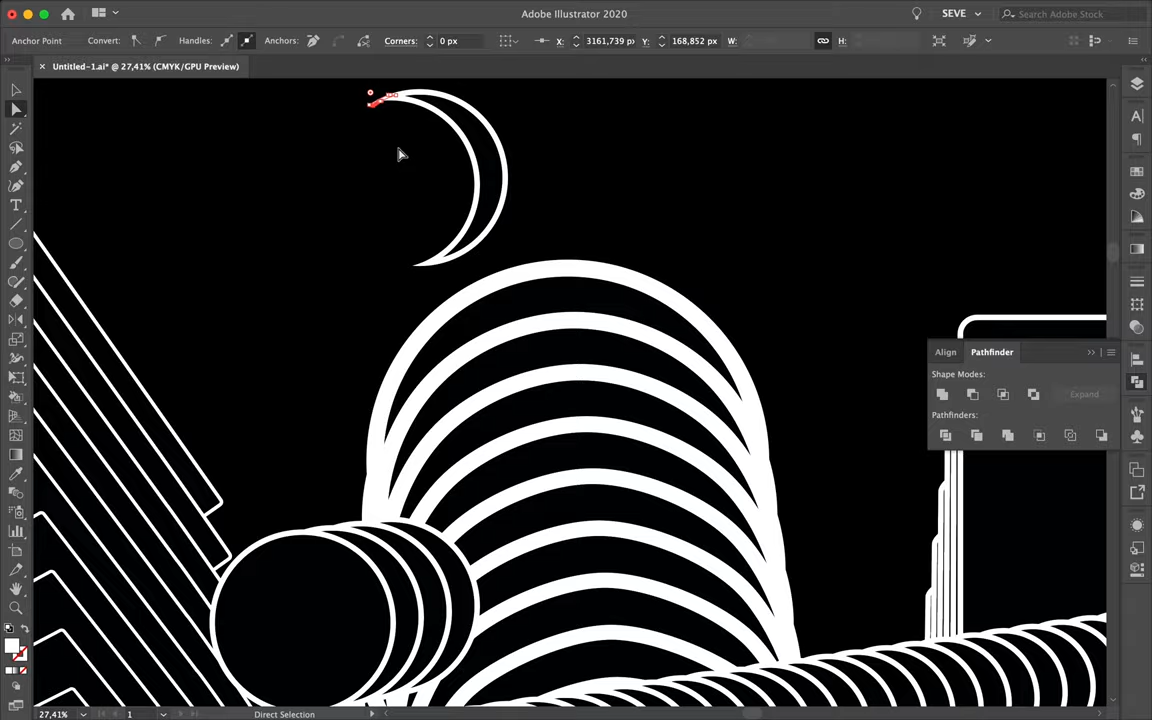 Adobe Illustrator 2020
SEVE
Search Adobe Stock
Anchor Point
Convert:
Handles:
Anchors:
Corners:
0 px
X:
3161,739 px
Y:
168,852 px
W:
H:
Untitled-1.ai* @ 27,41% (CMYK/GPU Preview)
Align
Pathfinder
Shape Modes:
Expand
Pathfinders:
27,41%
1
Direct Selection